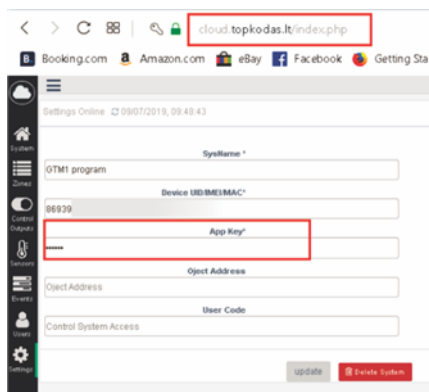 cloud.topkodas.lt/index.php
B. Booking.com a Amazon.com eBay Facebook Getting Sta
Settings Online 09/07/2019, 09:48:43
System
SysName *
GTM1 program
Zones
Device UID/IMEI/MAC*
86939
Control Outputs
App Key*
••••••
Sensors
Oject Address
Oject Address
Events
User Code
Users
Control System Access
Settings
update Delete System